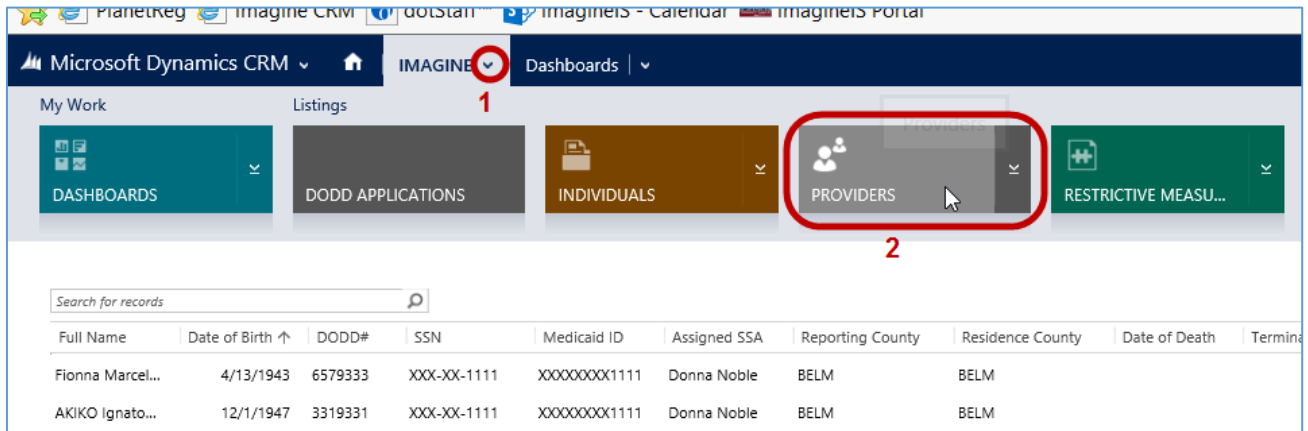 PlanetReg Imagine CRM dotStaff™ ImagineIS - Calendar ImagineIS Portal
Microsoft Dynamics CRM IMAGINE Dashboards
1
My Work Listings
Providers
DASHBOARDS DODD APPLICATIONS INDIVIDUALS PROVIDERS RESTRICTIVE MEASU...
2
Search for records
Full Name Date of Birth ↑ DODD# SSN Medicaid ID Assigned SSA Reporting County Residence County Date of Death Termina
Fionna Marcel... 4/13/1943 6579333 XXX-XX-1111 XXXXXXXX1111 Donna Noble BELM BELM
AKIKO Ignato... 12/1/1947 3319331 XXX-XX-1111 XXXXXXXX1111 Donna Noble BELM BELM